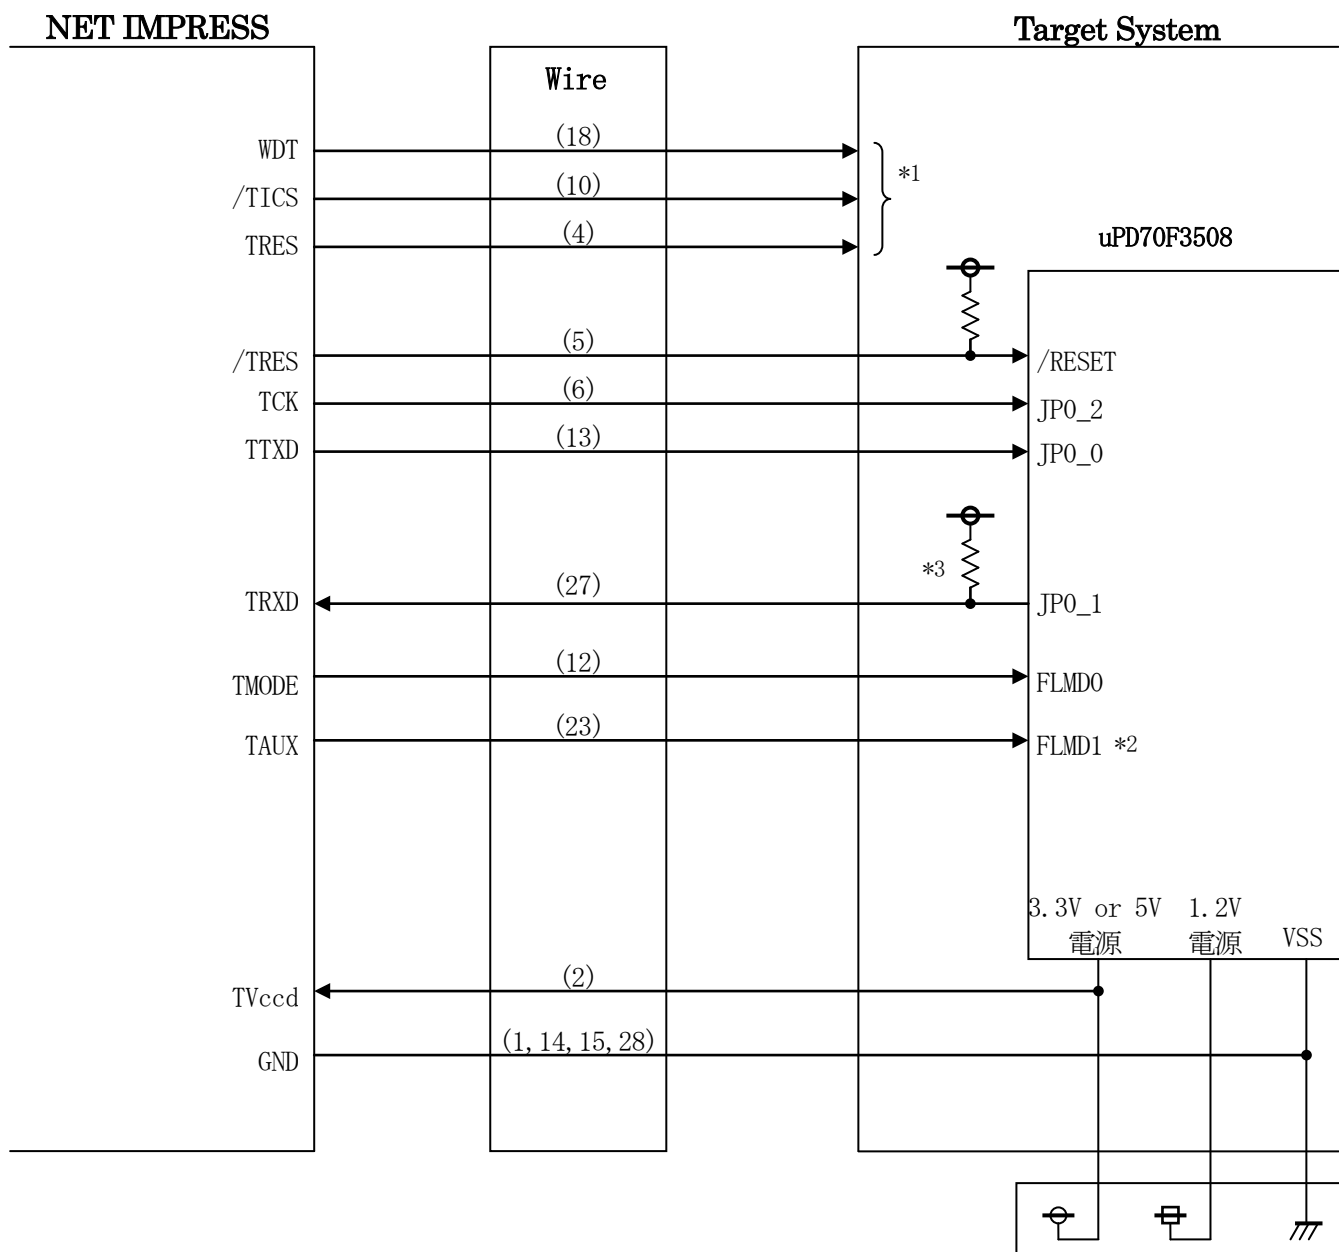 NET IMPRESS
Target System
Wire
WDT
(18)
*1
/TICS
(10)
TRES
(4)
uPD70F3508
/TRES
(5)
/RESET
TCK
(6)
JP0_2
TTXD
(13)
JP0_0
*3
TRXD
(27)
JP0_1
TMODE
(12)
FLMD0
TAUX
(23)
FLMD1 *2
3.3V or 5V
電源
1.2V
電源
VSS
TVccd
(2)
GND
(1,14,15,28)